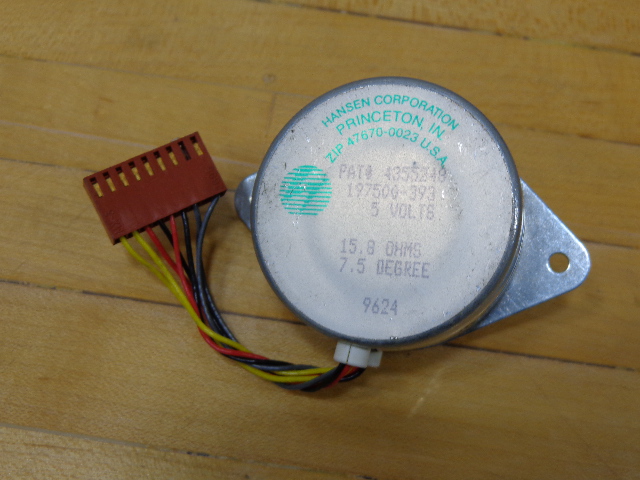 HANSEN CORPORATION
PRINCETON, IN
ZIP 47670-0023 U.S.A.
PAT# 4355249
197500-393
5 VOLTS
15.8 OHMS
7.5 DEGREE
9624